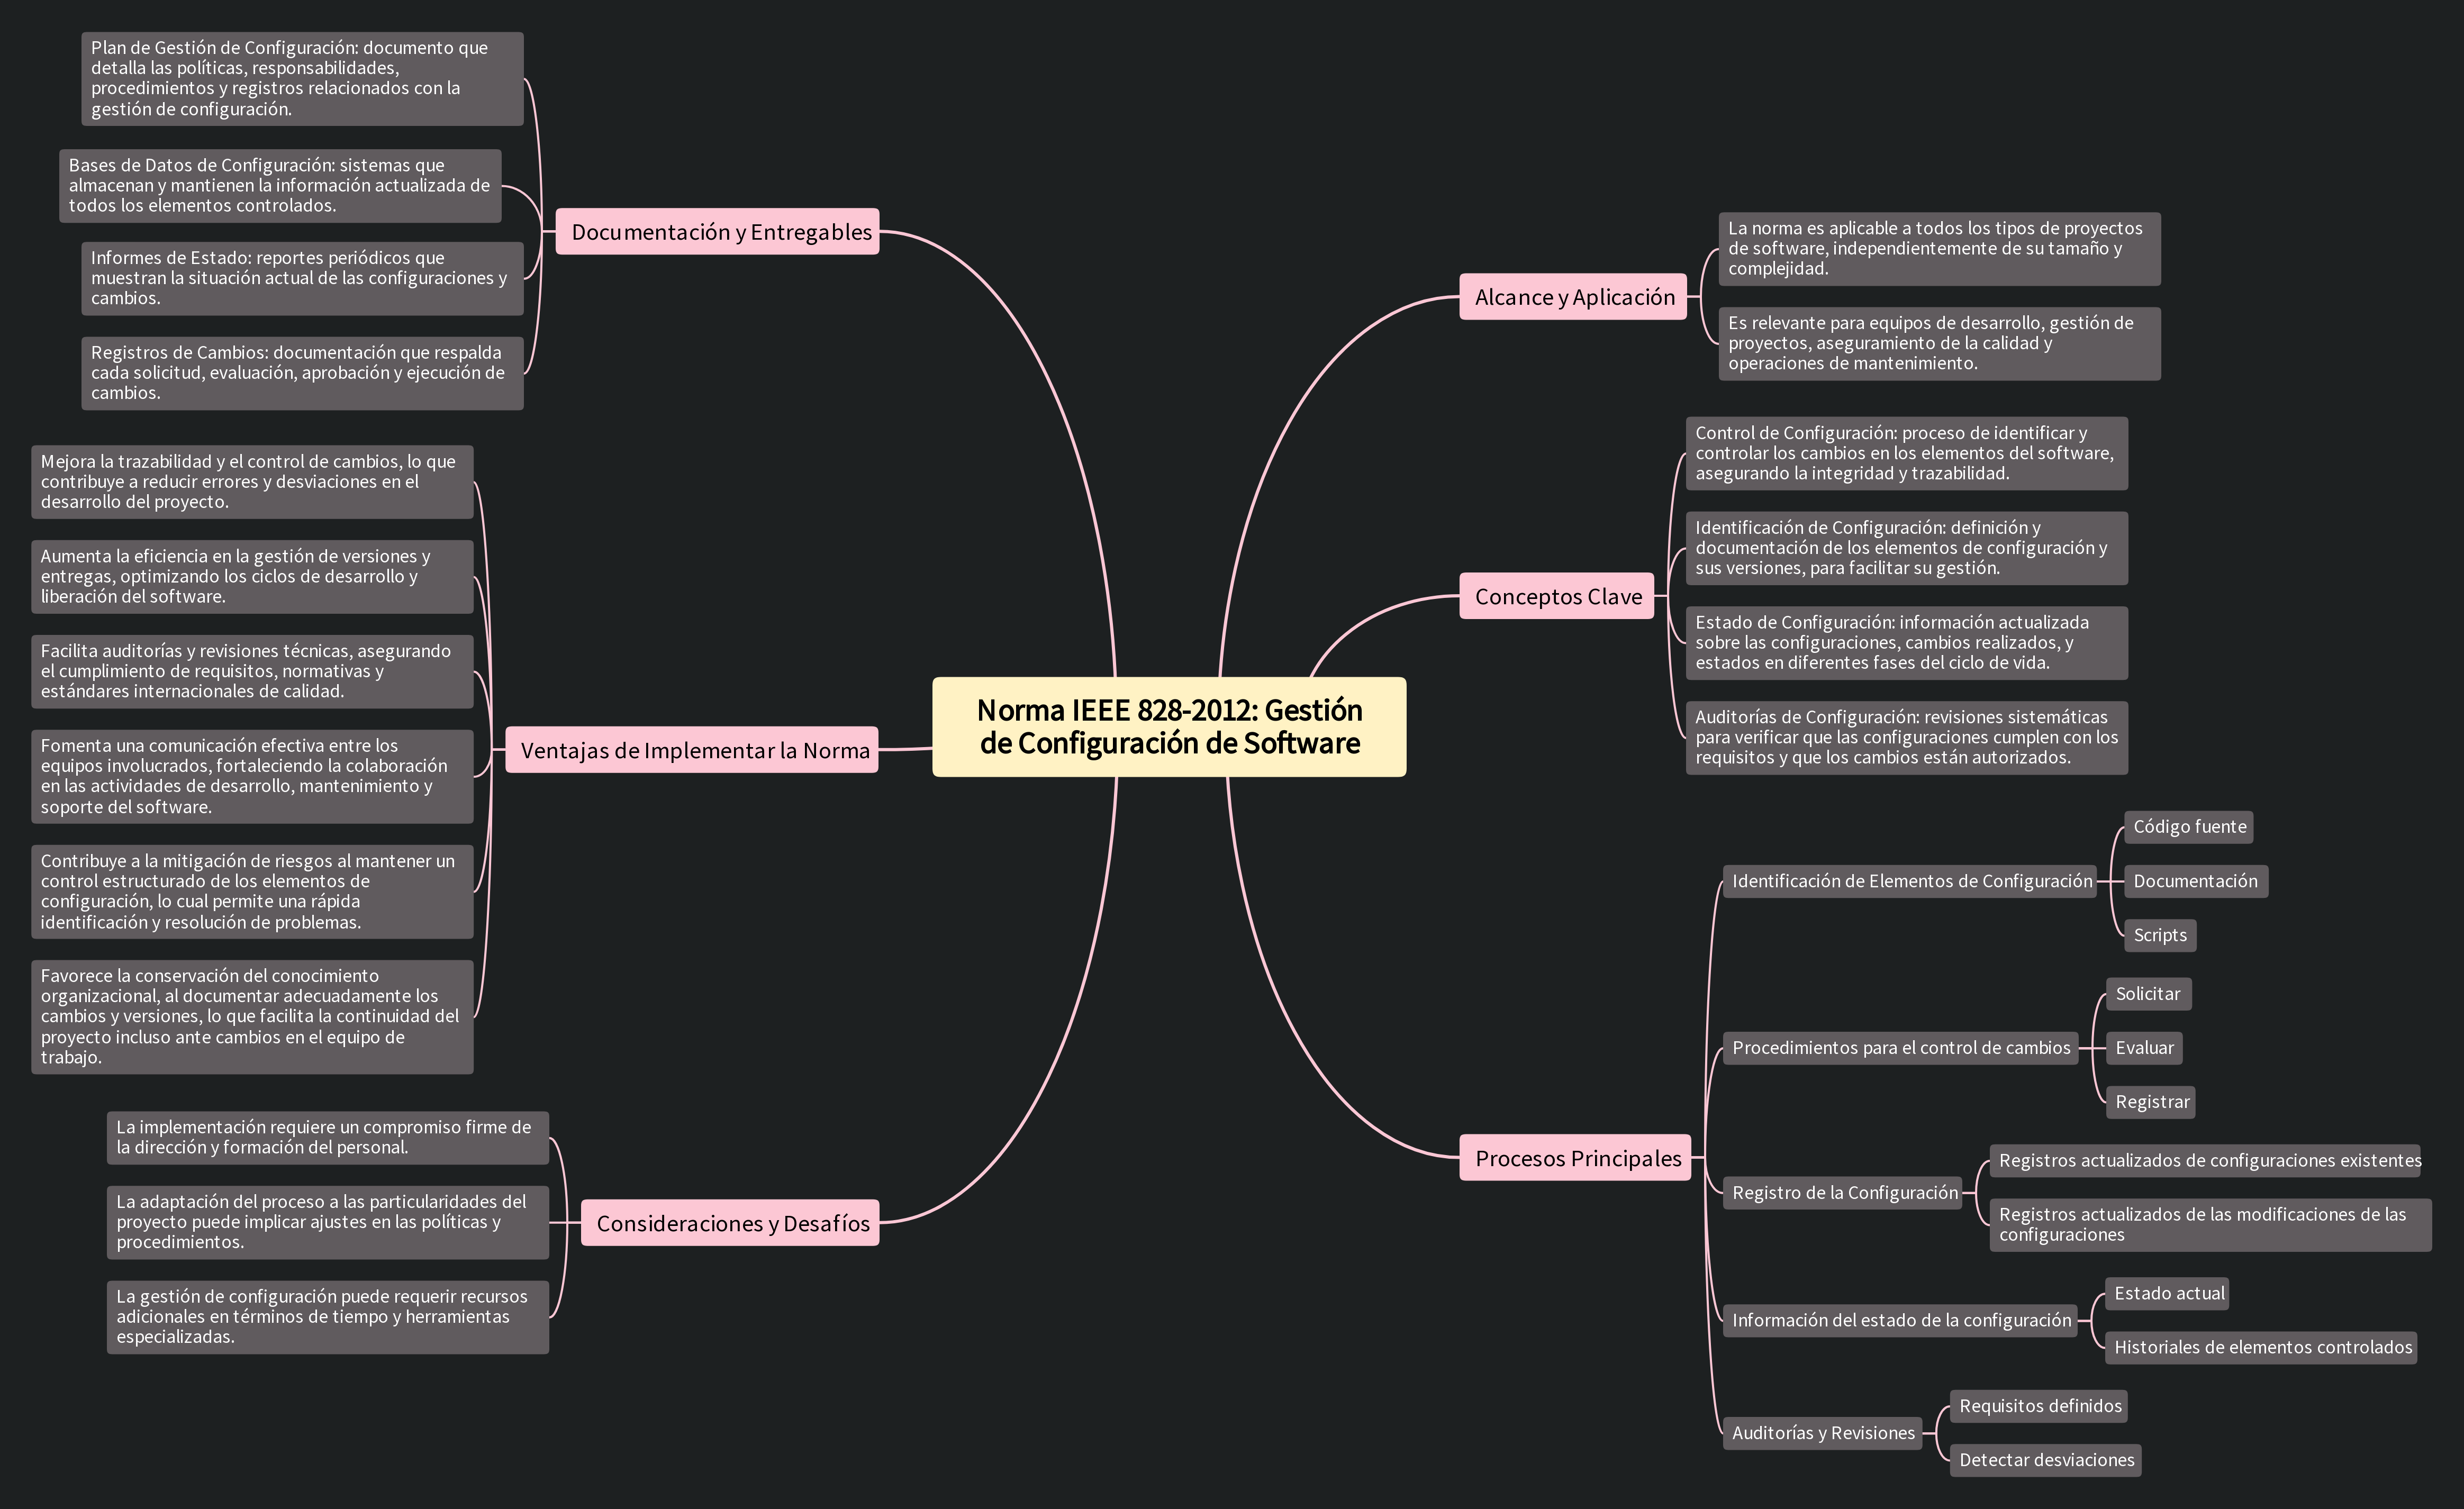 Norma IEEE 828-2012: Gestión
de Configuración de Software
Alcance y Aplicación
La norma es aplicable a todos los tipos de proyectos
de software, independientemente de su tamaño y
complejidad.
Es relevante para equipos de desarrollo, gestión de
proyectos, aseguramiento de la calidad y
operaciones de mantenimiento.
Conceptos Clave
Control de Configuración: proceso de identificar y
controlar los cambios en los elementos del software,
asegurando la integridad y trazabilidad.
Identificación de Configuración: definición y
documentación de los elementos de configuración y
sus versiones, para facilitar su gestión.
Estado de Configuración: información actualizada
sobre las configuraciones, cambios realizados, y
estados en diferentes fases del ciclo de vida.
Auditorías de Configuración: revisiones sistemáticas
para verificar que las configuraciones cumplen con los
requisitos y que los cambios están autorizados.
Procesos Principales
Identificación de Elementos de Configuración
Código fuente
Documentación
Scripts
Procedimientos para el control de cambios
Solicitar
Evaluar
Registrar
Registro de la Configuración
Registros actualizados de configuraciones existentes
Registros actualizados de las modificaciones de las
configuraciones
Información del estado de la configuración
Estado actual
Historiales de elementos controlados
Auditorías y Revisiones
Requisitos definidos
Detectar desviaciones
Documentación y Entregables
Plan de Gestión de Configuración: documento que
detalla las políticas, responsabilidades,
procedimientos y registros relacionados con la
gestión de configuración.
Bases de Datos de Configuración: sistemas que
almacenan y mantienen la información actualizada de
todos los elementos controlados.
Informes de Estado: reportes periódicos que
muestran la situación actual de las configuraciones y
cambios.
Registros de Cambios: documentación que respalda
cada solicitud, evaluación, aprobación y ejecución de
cambios.
Ventajas de Implementar la Norma
Mejora la trazabilidad y el control de cambios, lo que
contribuye a reducir errores y desviaciones en el
desarrollo del proyecto.
Aumenta la eficiencia en la gestión de versiones y
entregas, optimizando los ciclos de desarrollo y
liberación del software.
Facilita auditorías y revisiones técnicas, asegurando
el cumplimiento de requisitos, normativas y
estándares internacionales de calidad.
Fomenta una comunicación efectiva entre los
equipos involucrados, fortaleciendo la colaboración
en las actividades de desarrollo, mantenimiento y
soporte del software.
Contribuye a la mitigación de riesgos al mantener un
control estructurado de los elementos de
configuración, lo cual permite una rápida
identificación y resolución de problemas.
Favorece la conservación del conocimiento
organizacional, al documentar adecuadamente los
cambios y versiones, lo que facilita la continuidad del
proyecto incluso ante cambios en el equipo de
trabajo.
Consideraciones y Desafíos
La implementación requiere un compromiso firme de
la dirección y formación del personal.
La adaptación del proceso a las particularidades del
proyecto puede implicar ajustes en las políticas y
procedimientos.
La gestión de configuración puede requerir recursos
adicionales en términos de tiempo y herramientas
especializadas.